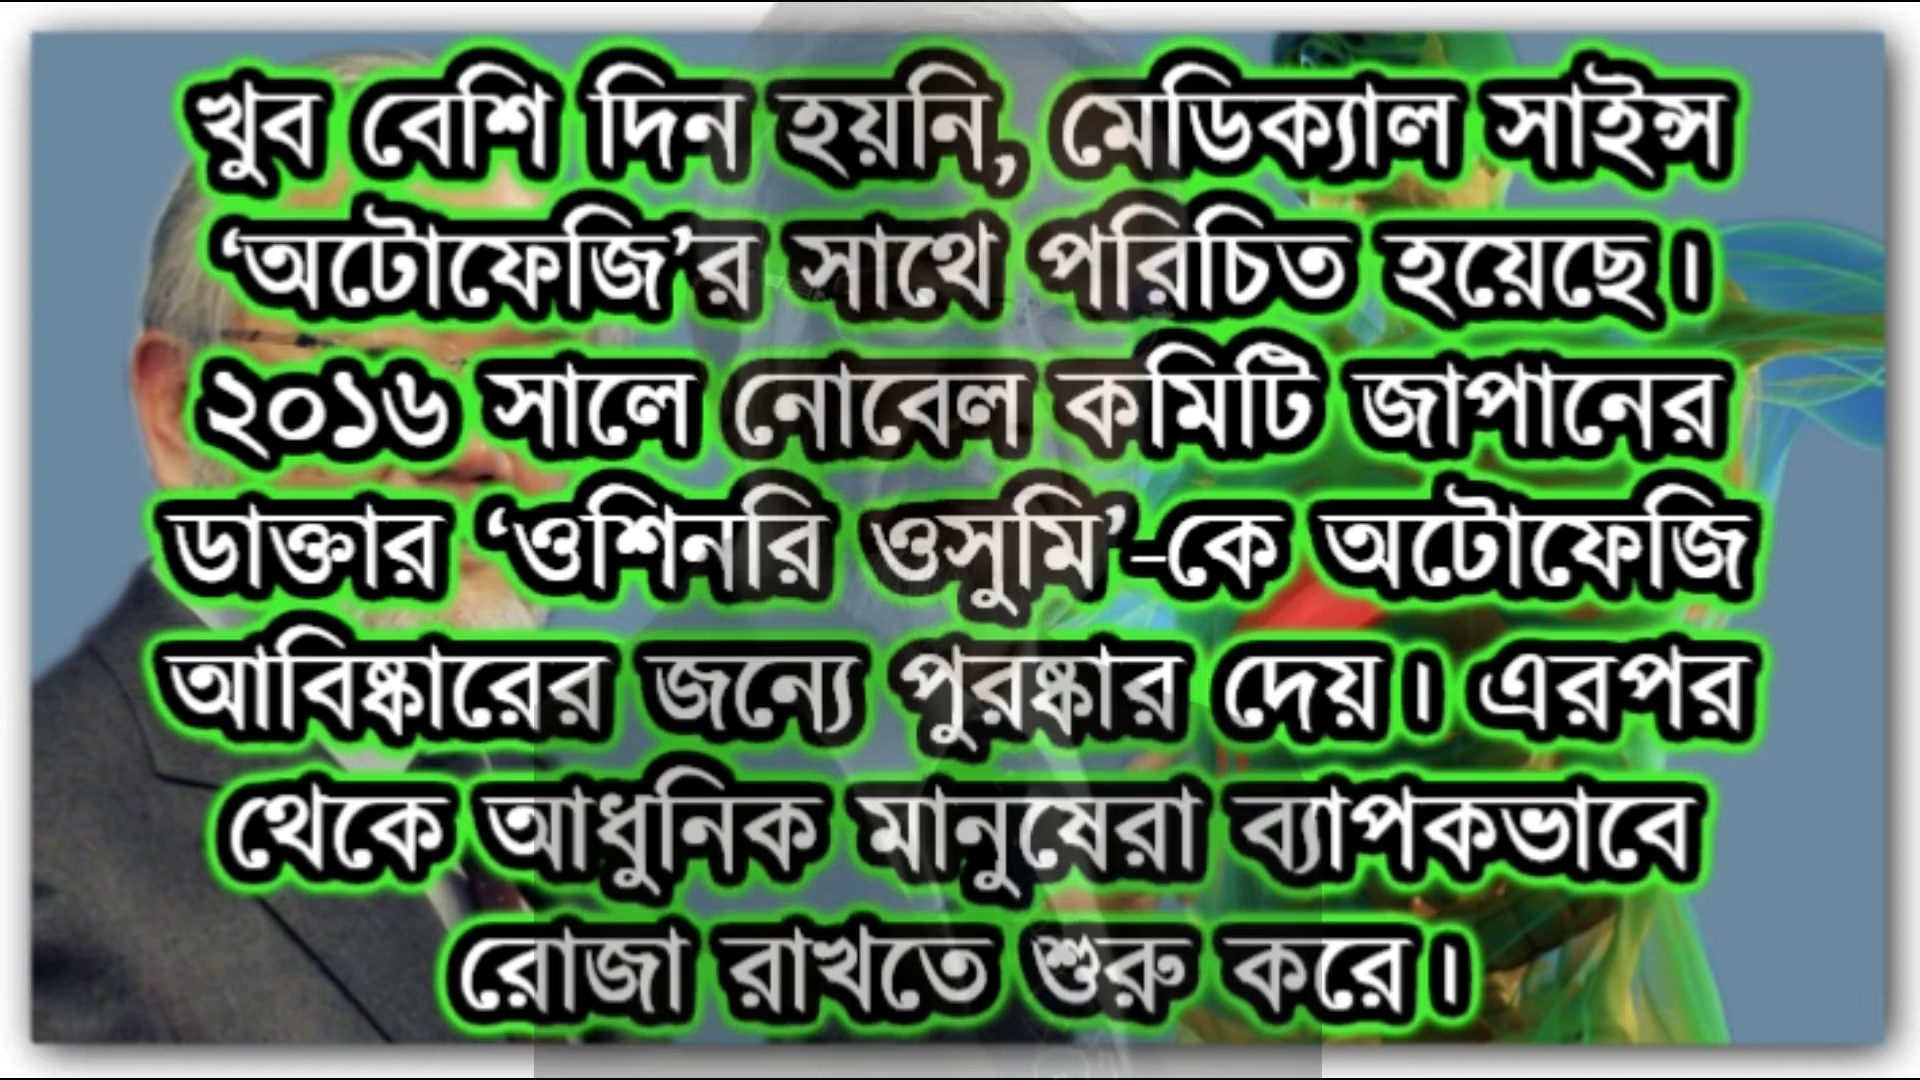 খুব বেশি দিন হয়নি, মেডিক্যাল সাইন্স
‘অটোফেজি’র সাথে পরিচিত হয়েছে।
২০১৬ সালে নোবেল কমিটি জাপানের
ডাক্তার ‘ওশিনরি ওসুমি’-কে অটোফেজি
আবিষ্কারের জন্যে পুরষ্কার দেয়। এরপর
থেকে আধুনিক মানুষেরা ব্যাপকভাবে
রোজা রাখতে শুরু করে।